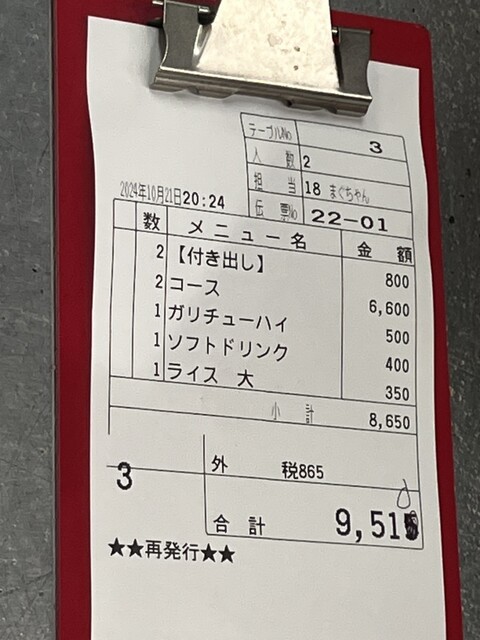 テーブルNo 3
人数 2
担当 18 まぐちゃん
2024年10月21日20:24
伝票No 22-01
数 メニュー名 金額
2 【付き出し】 800
2 コース 6,600
1 ガリチューハイ 500
1 ソフトドリンク 400
1 ライス 大 350
小計 8,650
外 税865
3
0
合計 9,515
★★再発行★★